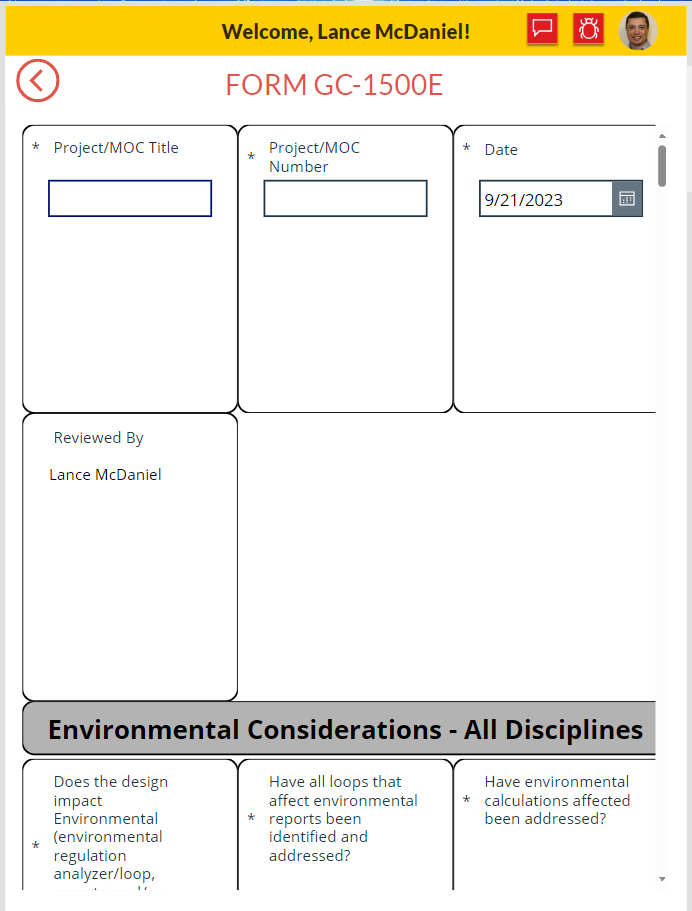 Welcome, Lance McDaniel!
FORM GC-1500E
* Project/MOC Title
* Project/MOC
Number
* Date
9/21/2023
Reviewed By
Lance McDaniel
Environmental Considerations - All Disciplines
Does the design
impact
Environmental
(environmental
* regulation
analyzer/loop,
Have all loops that
affect environmental
* reports been
identified and
addressed?
Have environmental
* calculations affected
been addressed?